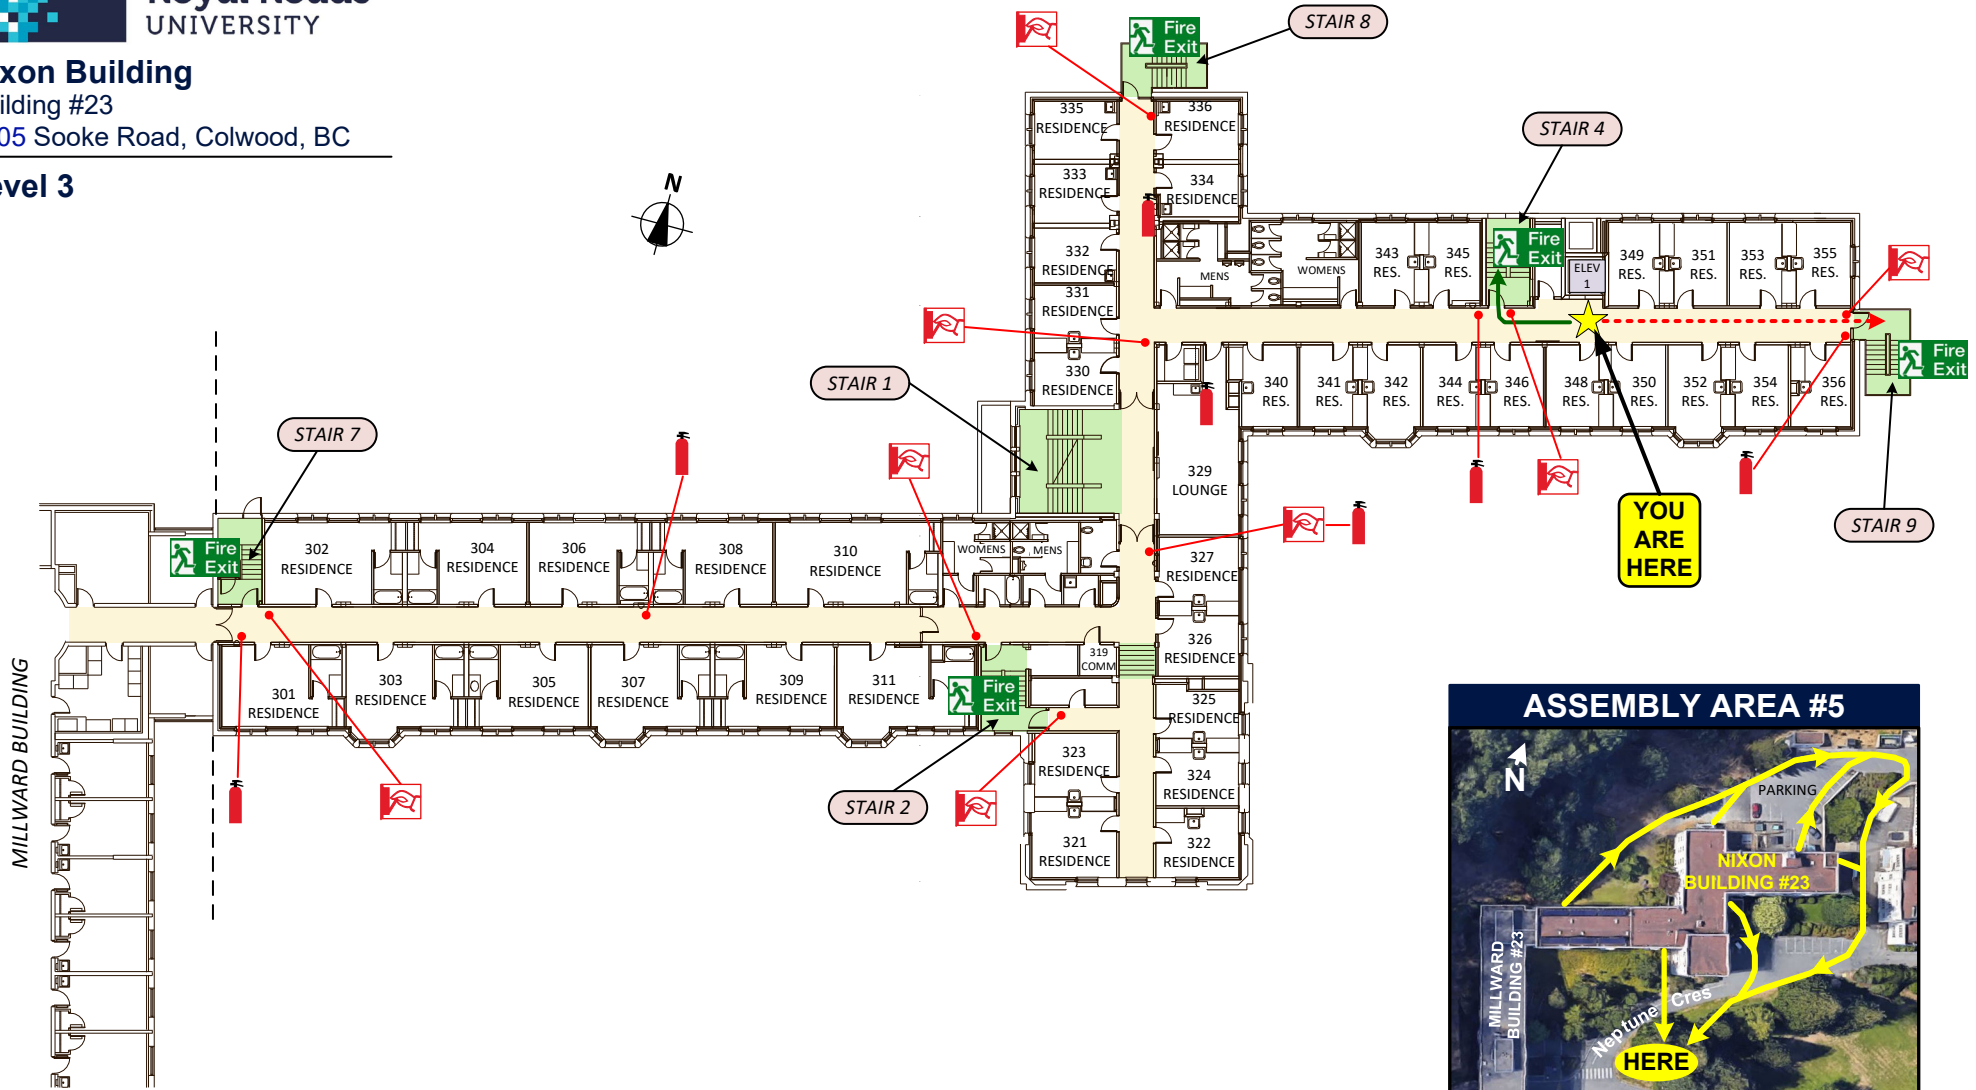 UNIVERSITY
xon Building
ilding #23
05 Sooke Road, Colwood, BC
evel 3
N
STAIR 8
Fire
Exit
STAIR 4
Fire
Exit
335
RESIDENCE
336
RESIDENCE
333
RESIDENCE
334
RESIDENCE
332
RESIDENCE
331
RESIDENCE
330
RESIDENCE
MENS
WOMENS
343
RES.
345
RES.
ELEV
1
349
RES.
351
RES.
353
RES.
355
RES.
340
RES.
341
RES.
342
RES.
344
RES.
346
RES.
348
RES.
350
RES.
352
RES.
354
RES.
356
RES.
Fire
Exit
STAIR 9
YOU
ARE
HERE
STAIR 1
329
LOUNGE
STAIR 7
Fire
Exit
302
RESIDENCE
304
RESIDENCE
306
RESIDENCE
308
RESIDENCE
310
RESIDENCE
WOMENS
MENS
327
RESIDENCE
326
RESIDENCE
319
COMM
301
RESIDENCE
303
RESIDENCE
305
RESIDENCE
307
RESIDENCE
309
RESIDENCE
311
RESIDENCE
Fire
Exit
STAIR 2
325
RESIDENCE
323
RESIDENCE
324
RESIDENCE
321
RESIDENCE
322
RESIDENCE
MILLWARD BUILDING
ASSEMBLY AREA #5
N
PARKING
NIXON
BUILDING #23
MILLWARD
BUILDING #23
Neptune Cres
HERE